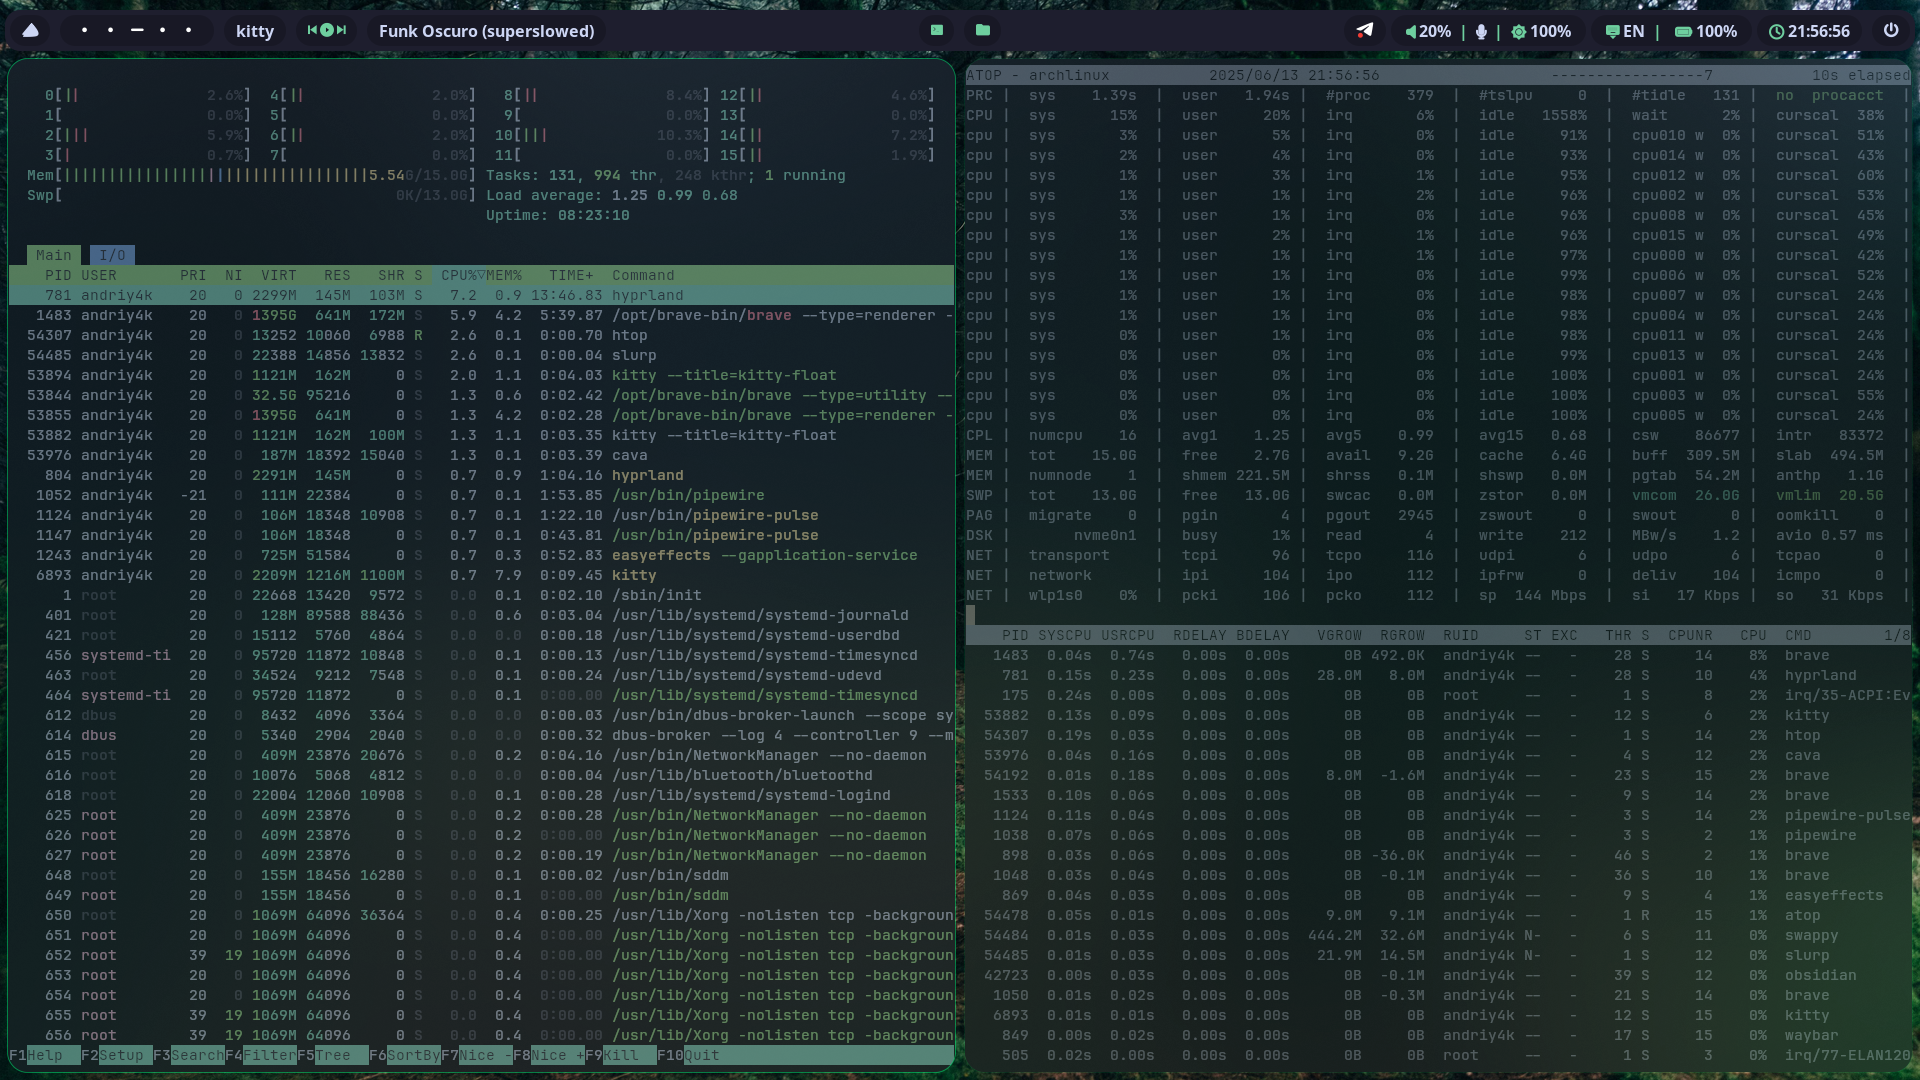 kitty Funk Oscuro (superslowed) 20% | | 100% EN | 100% 21:56:56
0[|| 2.6%] 4[|| 2.0%] 8[|| 8.4%] 12[|| 4.6%]
1[ 0.0%] 5[ 0.0%] 9[ 0.0%] 13[ 0.0%]
2[||| 5.9%] 6[|| 2.0%] 10[||| 10.3%] 14[|| 7.2%]
3[| 0.7%] 7[ 0.0%] 11[ 0.0%] 15[|| 1.9%]
Mem[||||||||||||||||||||||||||||||||||5.54G/15.0G] Tasks: 131, 994 thr, 248 kthr; 1 running
Swp[ 0K/13.0G] Load average: 1.25 0.99 0.68
Uptime: 08:23:10
Main I/O
PID USER PRI NI VIRT RES SHR S CPU%▽MEM% TIME+ Command
781 andriy4k 20 0 2299M 145M 103M S 7.2 0.9 13:46.83 hyprland
1483 andriy4k 20 0 1395G 641M 172M S 5.9 4.2 5:39.87 /opt/brave-bin/brave --type=renderer -
54307 andriy4k 20 0 13252 10060 6988 R 2.6 0.1 0:00.70 htop
54485 andriy4k 20 0 22388 14856 13832 S 2.6 0.1 0:00.04 slurp
53894 andriy4k 20 0 1121M 162M 0 S 2.0 1.1 0:04.03 kitty --title=kitty-float
53844 andriy4k 20 0 32.5G 95216 0 S 1.3 0.6 0:02.42 /opt/brave-bin/brave --type=utility --
53855 andriy4k 20 0 1395G 641M 0 S 1.3 4.2 0:02.28 /opt/brave-bin/brave --type=renderer -
53882 andriy4k 20 0 1121M 162M 100M S 1.3 1.1 0:03.35 kitty --title=kitty-float
53976 andriy4k 20 0 187M 18392 15040 S 1.3 0.1 0:03.39 cava
804 andriy4k 20 0 2291M 145M 0 S 0.7 0.9 1:04.16 hyprland
1052 andriy4k -21 0 111M 22384 0 S 0.7 0.1 1:53.85 /usr/bin/pipewire
1124 andriy4k 20 0 106M 18348 10908 S 0.7 0.1 1:22.10 /usr/bin/pipewire-pulse
1147 andriy4k 20 0 106M 18348 0 S 0.7 0.1 0:43.81 /usr/bin/pipewire-pulse
1243 andriy4k 20 0 725M 51584 0 S 0.7 0.3 0:52.83 easyeffects --gapplication-service
6893 andriy4k 20 0 2209M 1216M 1100M S 0.7 7.9 0:09.45 kitty
1 root 20 0 22668 13420 9572 S 0.0 0.1 0:02.10 /sbin/init
401 root 20 0 128M 89588 88436 S 0.0 0.6 0:03.04 /usr/lib/systemd/systemd-journald
421 root 20 0 15112 5760 4864 S 0.0 0.0 0:00.18 /usr/lib/systemd/systemd-userdbd
456 systemd-ti 20 0 95720 11872 10848 S 0.0 0.1 0:00.13 /usr/lib/systemd/systemd-timesyncd
463 root 20 0 34524 9212 7548 S 0.0 0.1 0:00.24 /usr/lib/systemd/systemd-udevd
464 systemd-ti 20 0 95720 11872 0 S 0.0 0.1 0:00.00 /usr/lib/systemd/systemd-timesyncd
612 dbus 20 0 8432 4096 3364 S 0.0 0.0 0:00.03 /usr/bin/dbus-broker-launch --scope sy
614 dbus 20 0 5340 2904 2040 S 0.0 0.0 0:00.32 dbus-broker --log 4 --controller 9 --m
615 root 20 0 409M 23876 20676 S 0.0 0.2 0:04.16 /usr/bin/NetworkManager --no-daemon
616 root 20 0 10076 5068 4812 S 0.0 0.0 0:00.04 /usr/lib/bluetooth/bluetoothd
618 root 20 0 22004 12060 10908 S 0.0 0.1 0:00.28 /usr/lib/systemd/systemd-logind
625 root 20 0 409M 23876 0 S 0.0 0.2 0:00.28 /usr/bin/NetworkManager --no-daemon
626 root 20 0 409M 23876 0 S 0.0 0.2 0:00.00 /usr/bin/NetworkManager --no-daemon
627 root 20 0 409M 23876 0 S 0.0 0.2 0:00.19 /usr/bin/NetworkManager --no-daemon
648 root 20 0 155M 18456 16280 S 0.0 0.1 0:00.02 /usr/bin/sddm
649 root 20 0 155M 18456 0 S 0.0 0.1 0:00.00 /usr/bin/sddm
650 root 20 0 1069M 64096 36364 S 0.0 0.4 0:00.25 /usr/lib/Xorg -nolisten tcp -backgroun
651 root 20 0 1069M 64096 0 S 0.0 0.4 0:00.00 /usr/lib/Xorg -nolisten tcp -backgroun
652 root 39 19 1069M 64096 0 S 0.0 0.4 0:00.00 /usr/lib/Xorg -nolisten tcp -backgroun
653 root 20 0 1069M 64096 0 S 0.0 0.4 0:00.00 /usr/lib/Xorg -nolisten tcp -backgroun
654 root 20 0 1069M 64096 0 S 0.0 0.4 0:00.00 /usr/lib/Xorg -nolisten tcp -backgroun
655 root 39 19 1069M 64096 0 S 0.0 0.4 0:00.00 /usr/lib/Xorg -nolisten tcp -backgroun
656 root 39 19 1069M 64096 0 S 0.0 0.4 0:00.00 /usr/lib/Xorg -nolisten tcp -backgroun
F1Help F2Setup F3SearchF4FilterF5Tree F6SortByF7Nice -F8Nice +F9Kill F10Quit
ATOP - archlinux 2025/06/13 21:56:56 -----------------7 10s elapsed
PRC | sys 1.39s | user 1.94s | #proc 379 | #tslpu 0 | #tidle 131 | no procacct |
CPU | sys 15% | user 20% | irq 6% | idle 1558% | wait 2% | curscal 38% |
cpu | sys 3% | user 5% | irq 0% | idle 91% | cpu010 w 0% | curscal 51% |
cpu | sys 2% | user 4% | irq 0% | idle 93% | cpu014 w 0% | curscal 43% |
cpu | sys 1% | user 3% | irq 1% | idle 95% | cpu012 w 0% | curscal 60% |
cpu | sys 1% | user 1% | irq 2% | idle 96% | cpu002 w 0% | curscal 53% |
cpu | sys 3% | user 1% | irq 0% | idle 96% | cpu008 w 0% | curscal 45% |
cpu | sys 1% | user 2% | irq 0% | idle 96% | cpu015 w 0% | curscal 49% |
cpu | sys 1% | user 1% | irq 1% | idle 97% | cpu000 w 0% | curscal 42% |
cpu | sys 1% | user 1% | irq 0% | idle 99% | cpu006 w 0% | curscal 52% |
cpu | sys 1% | user 1% | irq 0% | idle 98% | cpu007 w 0% | curscal 24% |
cpu | sys 1% | user 1% | irq 0% | idle 98% | cpu004 w 0% | curscal 24% |
cpu | sys 0% | user 1% | irq 0% | idle 98% | cpu011 w 0% | curscal 24% |
cpu | sys 0% | user 0% | irq 0% | idle 99% | cpu013 w 0% | curscal 24% |
cpu | sys 0% | user 0% | irq 0% | idle 100% | cpu001 w 0% | curscal 24% |
cpu | sys 0% | user 0% | irq 0% | idle 100% | cpu003 w 0% | curscal 55% |
cpu | sys 0% | user 0% | irq 0% | idle 100% | cpu005 w 0% | curscal 24% |
CPL | numcpu 16 | avg1 1.25 | avg5 0.99 | avg15 0.68 | csw 86677 | intr 83372 |
MEM | tot 15.0G | free 2.7G | avail 9.2G | cache 6.4G | buff 309.5M | slab 494.5M |
MEM | numnode 1 | shmem 221.5M | shrss 0.1M | shswp 0.0M | pgtab 54.2M | anthp 1.1G |
SWP | tot 13.0G | free 13.0G | swcac 0.0M | zstor 0.0M | vmcom 26.0G | vmlim 20.5G |
PAG | migrate 0 | pgin 4 | pgout 2945 | zswout 0 | swout 0 | oomkill 0 |
DSK | nvme0n1 | busy 1% | read 4 | write 212 | MBw/s 1.2 | avio 0.57 ms |
NET | transport | tcpi 96 | tcpo 116 | udpi 6 | udpo 6 | tcpao 0 |
NET | network | ipi 104 | ipo 112 | ipfrw 0 | deliv 104 | icmpo 0 |
NET | wlp1s0 0% | pcki 106 | pcko 112 | sp 144 Mbps | si 17 Kbps | so 31 Kbps |
PID SYSCPU USRCPU RDELAY BDELAY VGROW RGROW RUID ST EXC THR S CPUNR CPU CMD 1/8
1483 0.04s 0.74s 0.00s 0.00s 0B 492.0K andriy4k -- - 28 S 14 8% brave
781 0.15s 0.23s 0.00s 0.00s 28.0M 8.0M andriy4k -- - 28 S 10 4% hyprland
175 0.24s 0.00s 0.00s 0.00s 0B 0B root -- - 1 S 8 2% irq/35-ACPI:Ev
53882 0.13s 0.09s 0.00s 0.00s 0B 0B andriy4k -- - 12 S 6 2% kitty
54307 0.19s 0.03s 0.00s 0.00s 0B 0B andriy4k -- - 1 S 14 2% htop
53976 0.04s 0.16s 0.00s 0.00s 0B 0B andriy4k -- - 4 S 12 2% cava
54192 0.01s 0.18s 0.00s 0.00s 8.0M -1.6M andriy4k -- - 23 S 15 2% brave
1533 0.10s 0.06s 0.00s 0.00s 0B 0B andriy4k -- - 9 S 14 2% brave
1124 0.11s 0.04s 0.00s 0.00s 0B 0B andriy4k -- - 3 S 14 2% pipewire-pulse
1038 0.07s 0.06s 0.00s 0.00s 0B 0B andriy4k -- - 3 S 2 1% pipewire
898 0.03s 0.06s 0.00s 0.00s 0B -36.0K andriy4k -- - 46 S 2 1% brave
1048 0.03s 0.06s 0.00s 0.00s 0B -0.1M andriy4k -- - 36 S 10 1% brave
869 0.04s 0.03s 0.00s 0.00s 0B 0B andriy4k -- - 9 S 4 1% easyeffects
54478 0.05s 0.01s 0.00s 0.00s 9.0M 9.1M andriy4k -- - 1 R 15 1% atop
54484 0.01s 0.03s 0.00s 0.00s 444.2M 32.6M andriy4k N- - 6 S 11 0% swappy
54485 0.01s 0.03s 0.00s 0.00s 21.9M 14.5M andriy4k N- - 1 S 12 0% slurp
42723 0.00s 0.03s 0.00s 0.00s 0B -0.1M andriy4k -- - 39 S 12 0% obsidian
1050 0.01s 0.02s 0.00s 0.00s 0B -0.3M andriy4k -- - 21 S 14 0% brave
6893 0.01s 0.01s 0.00s 0.00s 0B 0B andriy4k -- - 12 S 15 0% kitty
849 0.00s 0.02s 0.00s 0.00s 0B 0B andriy4k -- - 17 S 15 0% waybar
505 0.02s 0.00s 0.00s 0.00s 0B 0B root -- - 1 S 3 0% irq/77-ELAN120